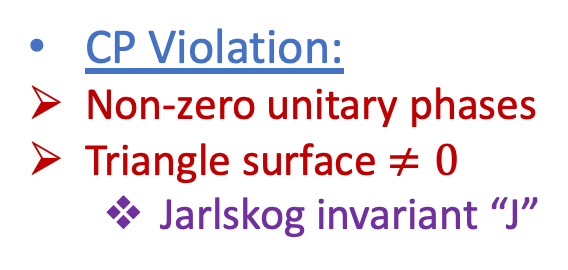 • CP Violation:
➤ Non-zero unitary phases
➤ Triangle surface ≠ 0
❖ Jarlskog invariant “J”